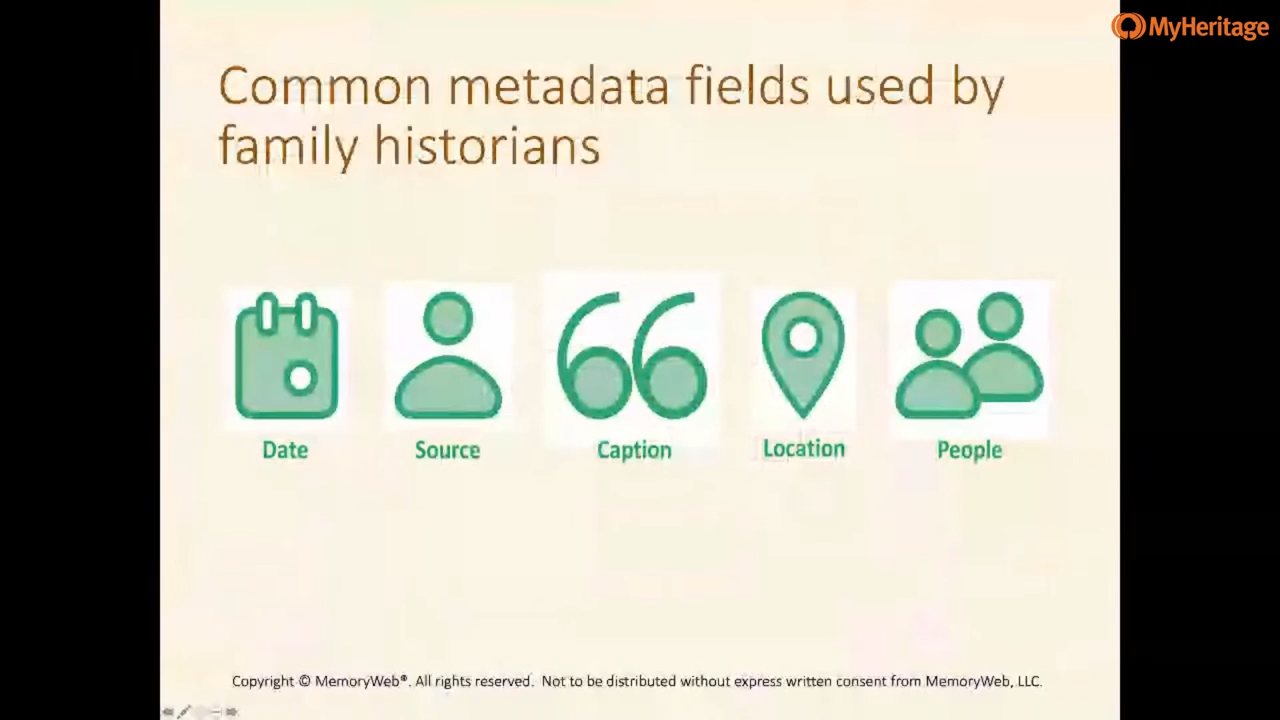 MyHeritage
Common metadata fields used by
family historians
Date
Source
Caption
Location
People
Copyright © MemoryWeb®. All rights reserved. Not to be distributed without express written consent from MemoryWeb, LLC.